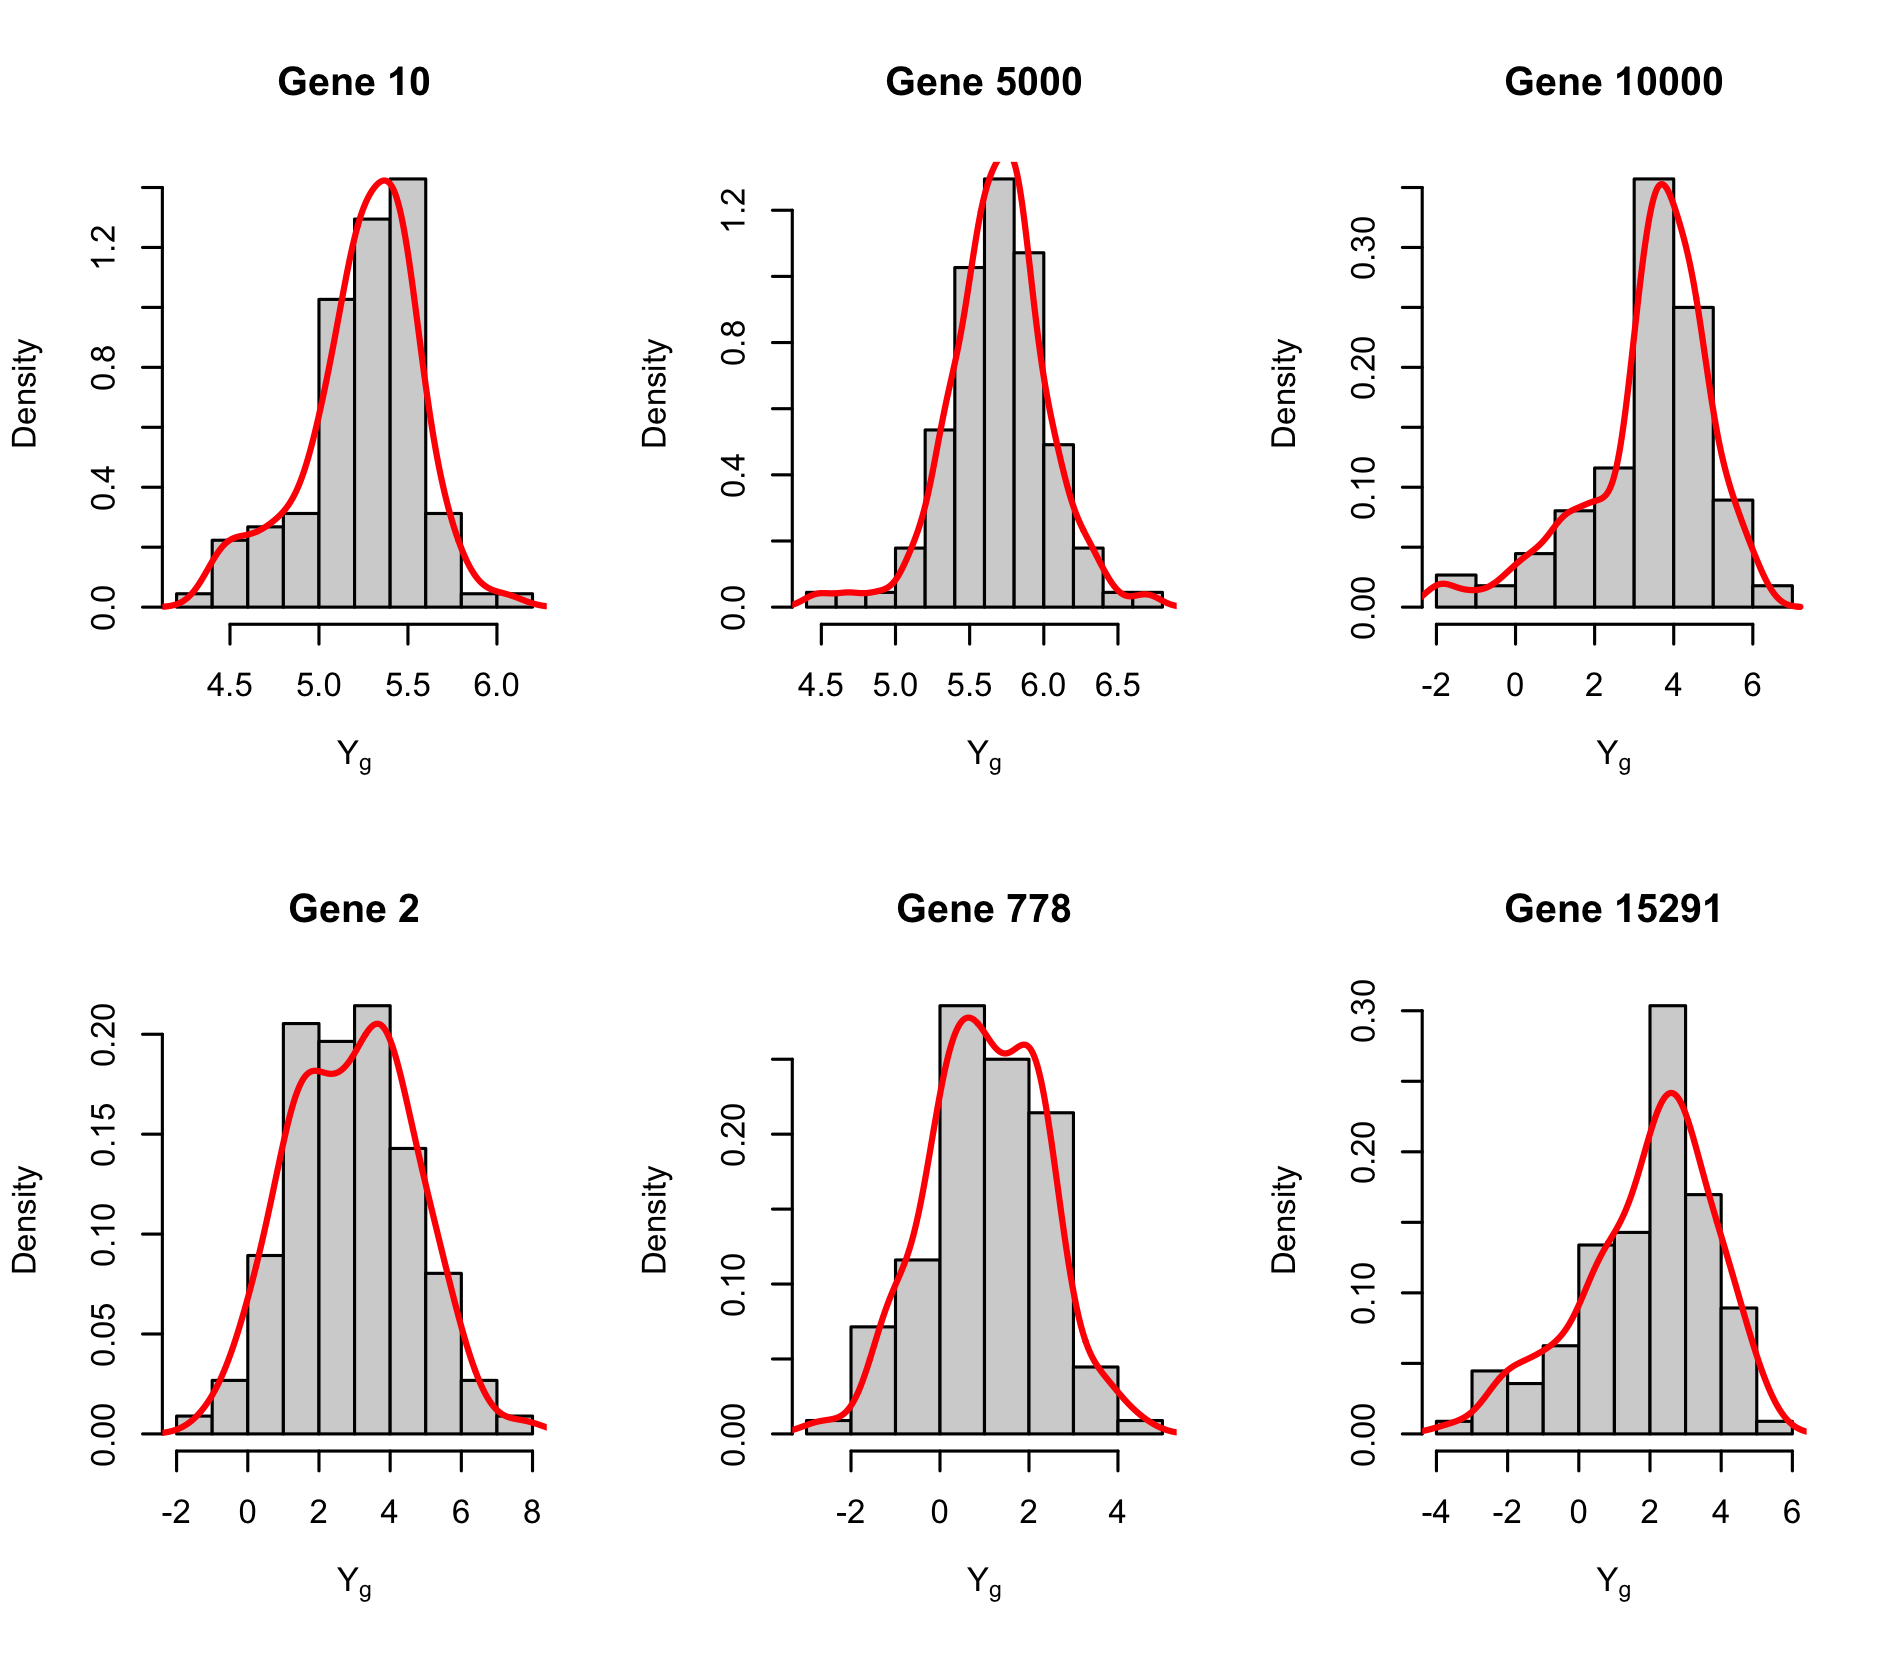 Gene 10
Density
0.0 0.4 0.8 1.2
4.5 5.0 5.5 6.0
Yg
Gene 5000
Density
0.0 0.4 0.8 1.2
4.5 5.0 5.5 6.0 6.5
Yg
Gene 10000
Density
0.00 0.10 0.20 0.30
-2 0 2 4 6
Yg
Gene 2
Density
0.00 0.05 0.10 0.15 0.20
-2 0 2 4 6 8
Yg
Gene 778
Density
0.00 0.10 0.20
-2 0 2 4
Yg
Gene 15291
Density
0.00 0.10 0.20 0.30
-4 -2 0 2 4 6
Yg